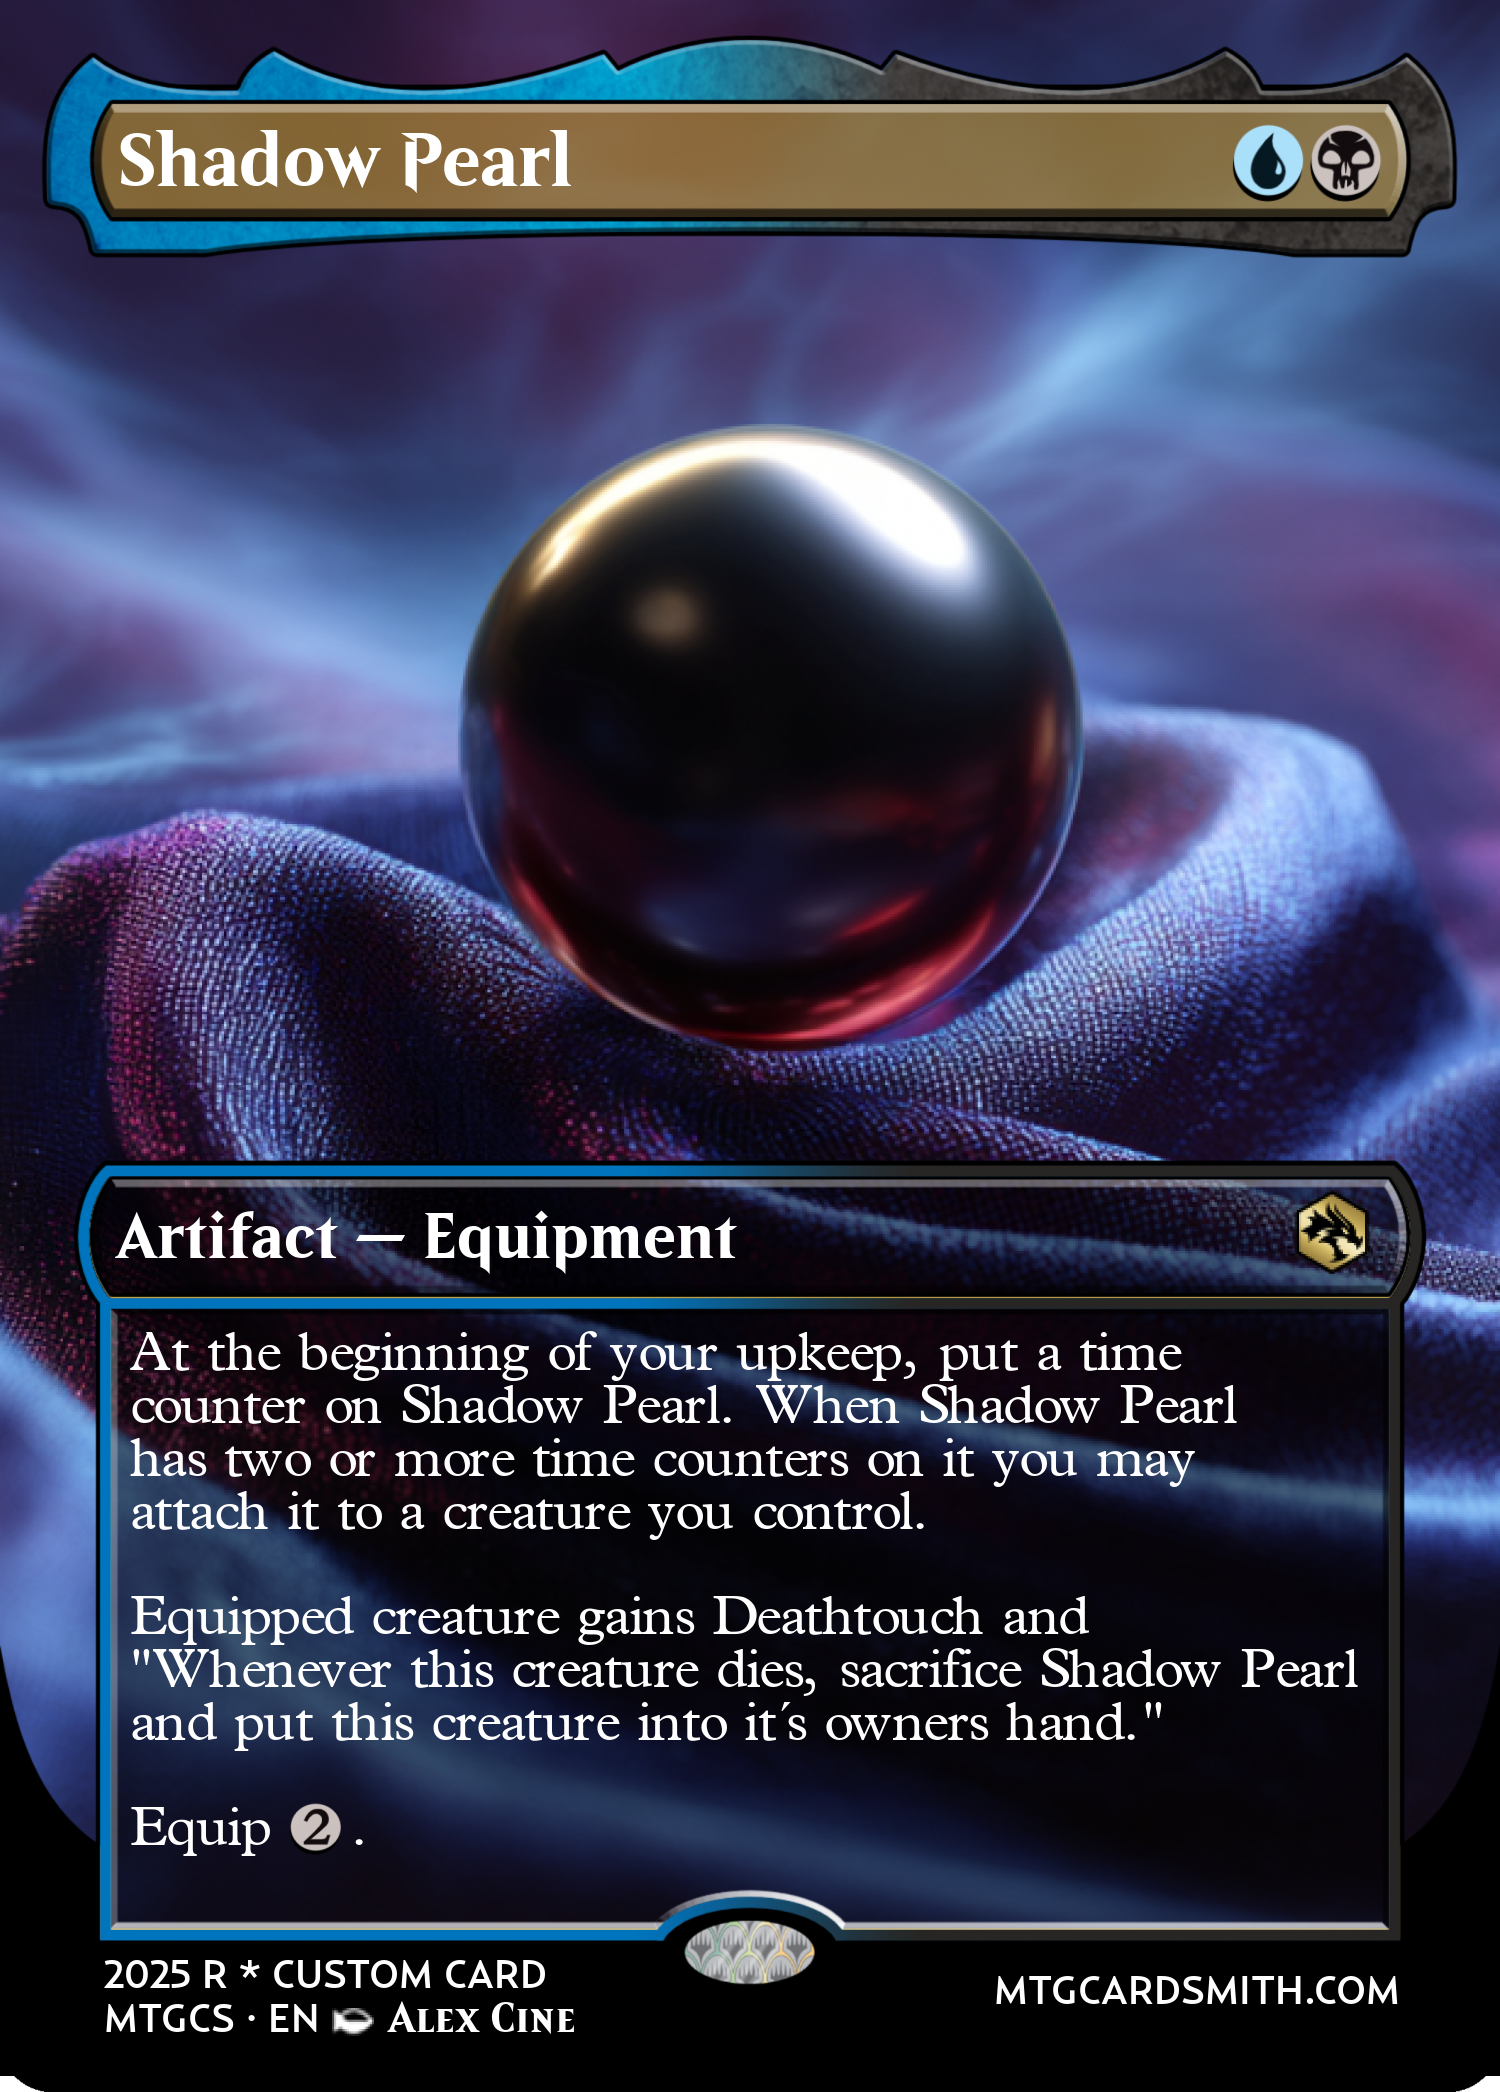 Shadow Pearl
Artifact — Equipment
At the beginning of your upkeep, put a time
counter on Shadow Pearl. When Shadow Pearl
has two or more time counters on it you may
attach it to a creature you control.
Equipped creature gains Deathtouch and
"Whenever this creature dies, sacrifice Shadow Pearl
and put this creature into it´s owners hand."
Equip 2 .
2025 R * CUSTOM CARD
MTGCS · EN ALEX CINE
MTGCARDSMITH.COM